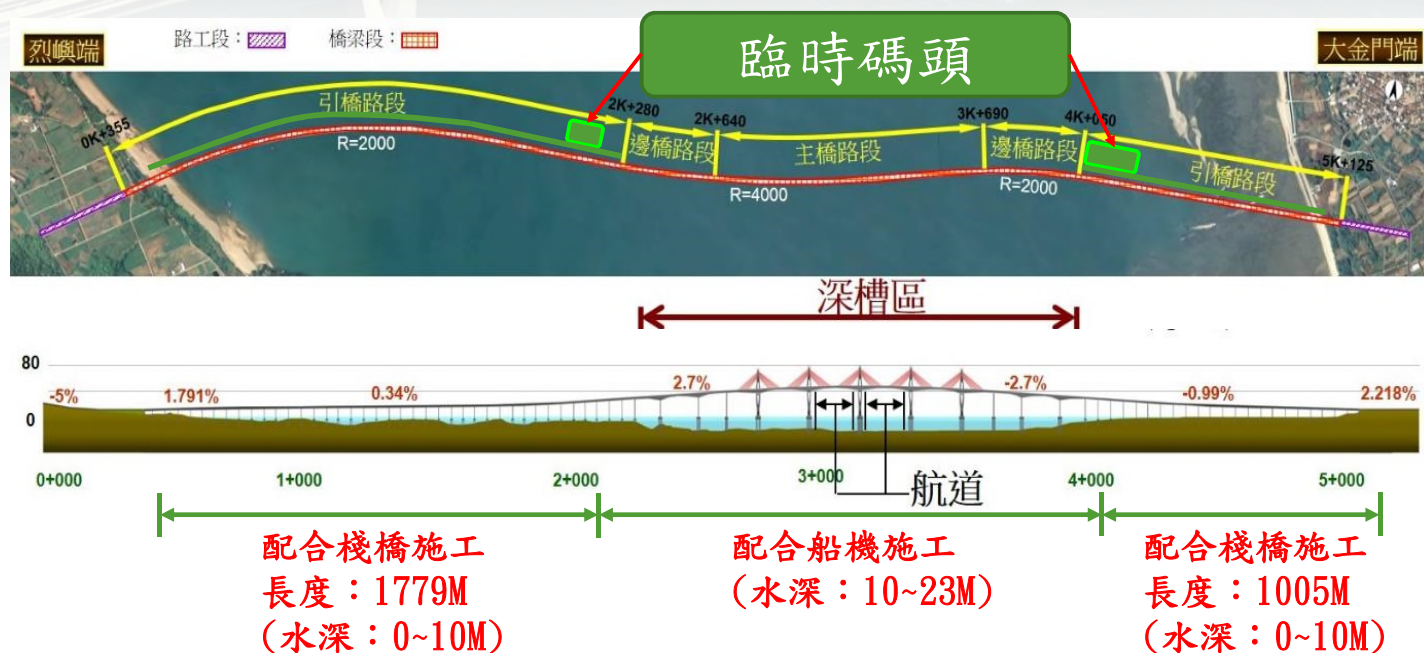 烈嶼端
路工段：
橋梁段：
臨時碼頭
大金門端
0K+355
引橋路段
R=2000
2K+280
邊橋路段
2K+640
主橋路段
R=4000
3K+690
邊橋路段
R=2000
4K+050
引橋路段
5K+125
深槽區
80
0
-5%
1.791%
0.34%
2.7%
-2.7%
-0.99%
2.218%
0+000
1+000
2+000
3+000
4+000
5+000
航道
配合棧橋施工
長度：1779M
(水深：0~10M)
配合船機施工
(水深：10~23M)
配合棧橋施工
長度：1005M
(水深：0~10M)